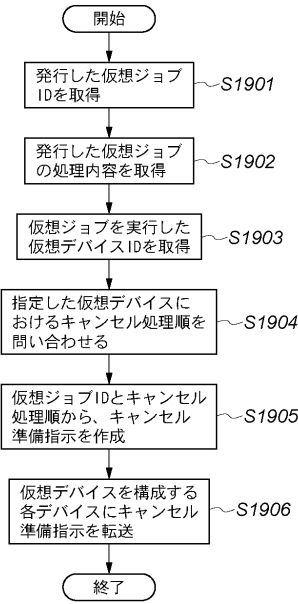 開始
発行した仮想ジョブ
IDを取得
S1901
発行した仮想ジョブ
の処理内容を取得
S1902
仮想ジョブを実行した
仮想デバイスIDを取得
S1903
指定した仮想デバイスに
おけるキャンセル処理順を
問い合わせる
S1904
仮想ジョブIDとキャンセル
処理順から、キャンセル
準備指示を作成
S1905
仮想デバイスを構成する
各デバイスにキャンセル
準備指示を転送
S1906
終了